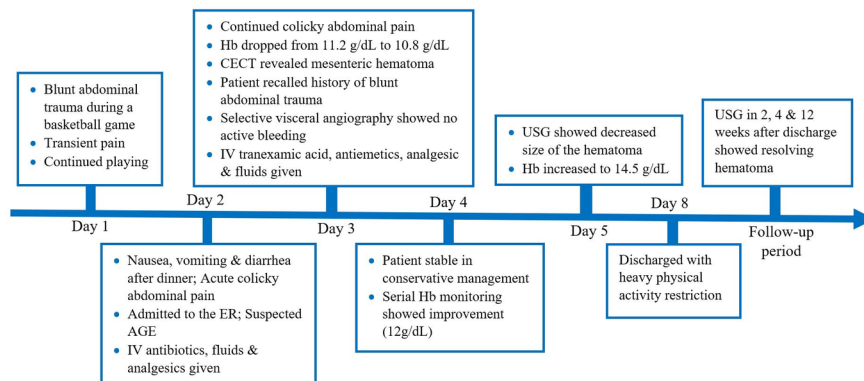 • Continued colicky abdominal pain
• Hb dropped from 11.2 g/dL to 10.8 g/dL
• CECT revealed mesenteric hematoma
• Patient recalled history of blunt
abdominal trauma
• Selective visceral angiography showed no
active bleeding
• IV tranexamic acid, antiemetics, analgesic
& fluids given
• Blunt abdominal
trauma during a
basketball game
• Transient pain
• Continued playing
• USG showed decreased
size of the hematoma
• Hb increased to 14.5 g/dL
USG in 2, 4 & 12
weeks after discharge
showed resolving
hematoma
Day 2
Day 4
Day 8
Day 1
Day 3
Day 5
Follow-up
period
• Nausea, vomiting & diarrhea
after dinner; Acute colicky
abdominal pain
• Admitted to the ER; Suspected
AGE
• IV antibiotics, fluids &
analgesics given
• Patient stable in
conservative management
• Serial Hb monitoring
showed improvement
(12g/dL)
Discharged with
heavy physical
activity restriction